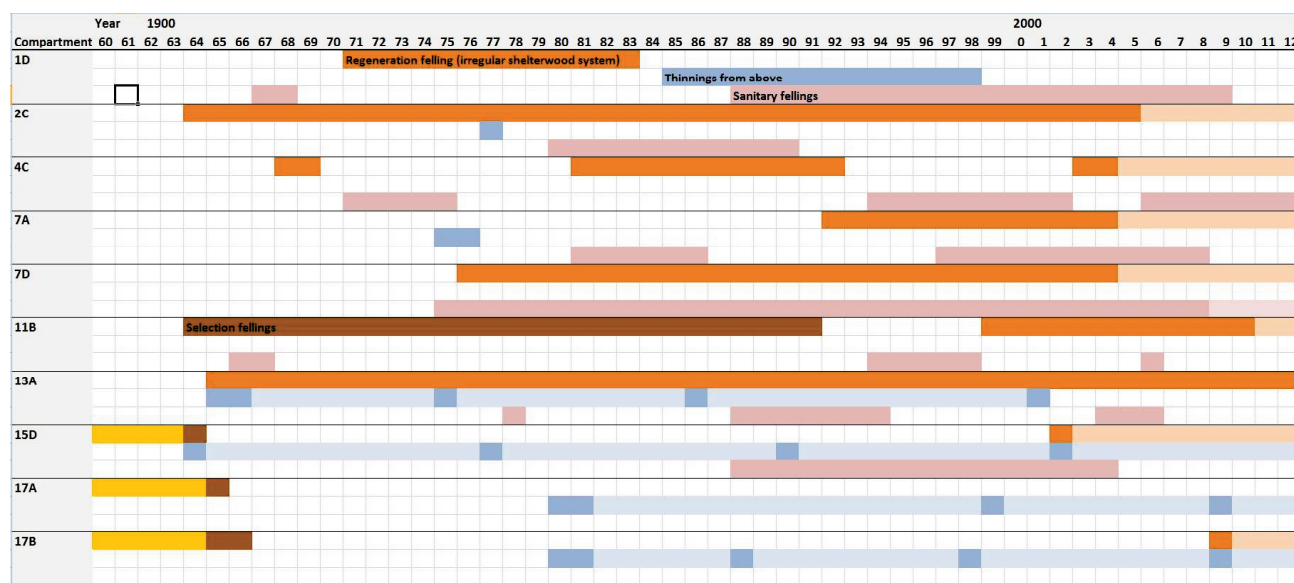 Year 1900 2000
Compartment 60 61 62 63 64 65 66 67 68 69 70 71 72 73 74 75 76 77 78 79 80 81 82 83 84 85 86 87 88 89 90 91 92 93 94 95 96 97 98 99 0 1 2 3 4 5 6 7 8 9 10 11 12
1D Regeneration felling (irregular shelterwood system)
Thinnings from above
Sanitary fellings
2C
4C
7A
7D
11B Selection fellings
13A
15D
17A
17B